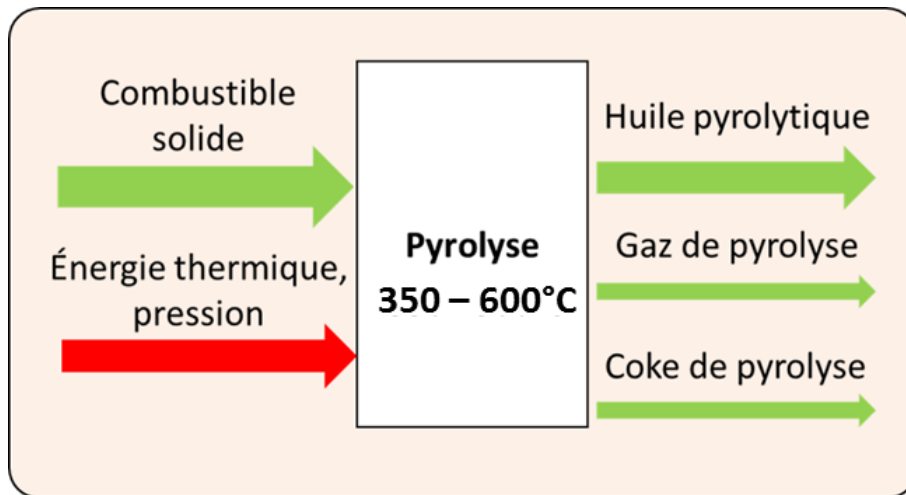 Combustible
solide
Énergie thermique,
pression
Pyrolyse
350 – 600°C
Huile pyrolytique
Gaz de pyrolyse
Coke de pyrolyse